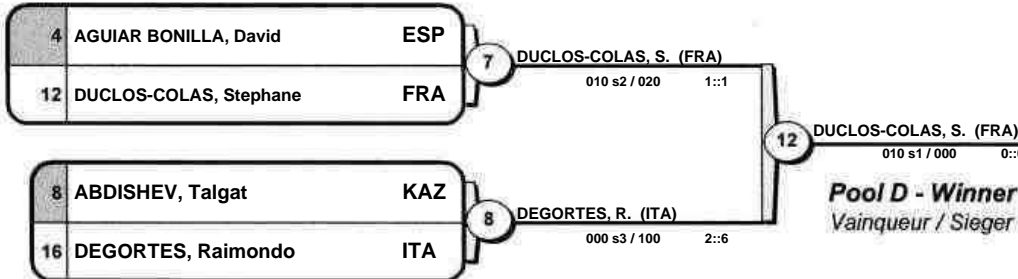 4 AGUIAR BONILLA, David ESP
12 DUCLOS-COLAS, Stephane FRA
7
DUCLOS-COLAS, S. (FRA)
010 s2 / 020 1::1
8 ABDISHEV, Talgat KAZ
16 DEGORTES, Raimondo ITA
8
DEGORTES, R. (ITA)
000 s3 / 100 2::6
12
DUCLOS-COLAS, S. (FRA)
010 s1 / 000
Pool D - Winner
Vainqueur / Sieger